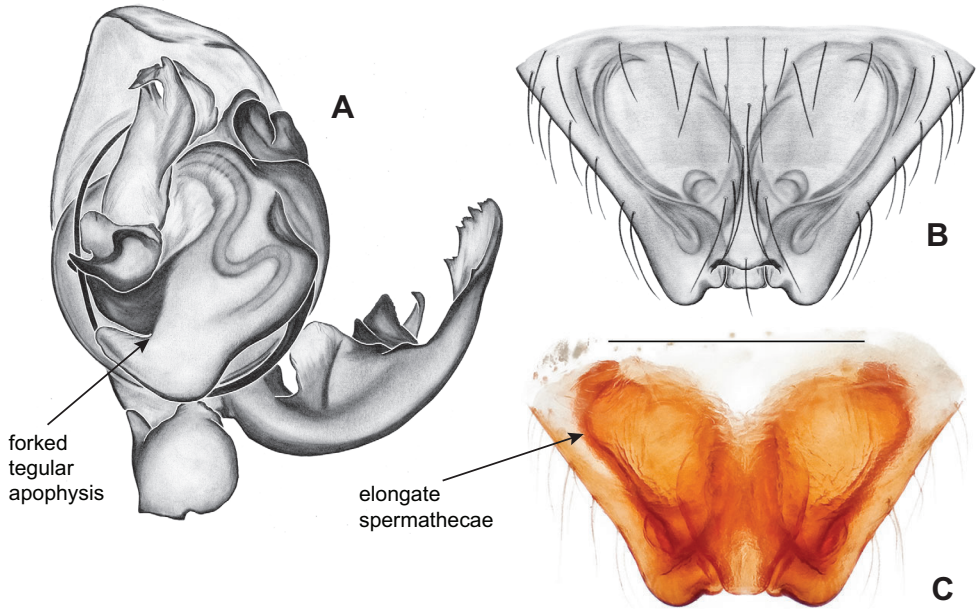 A
B
forked
tegular
apophysis
elongate
spermathecae
C